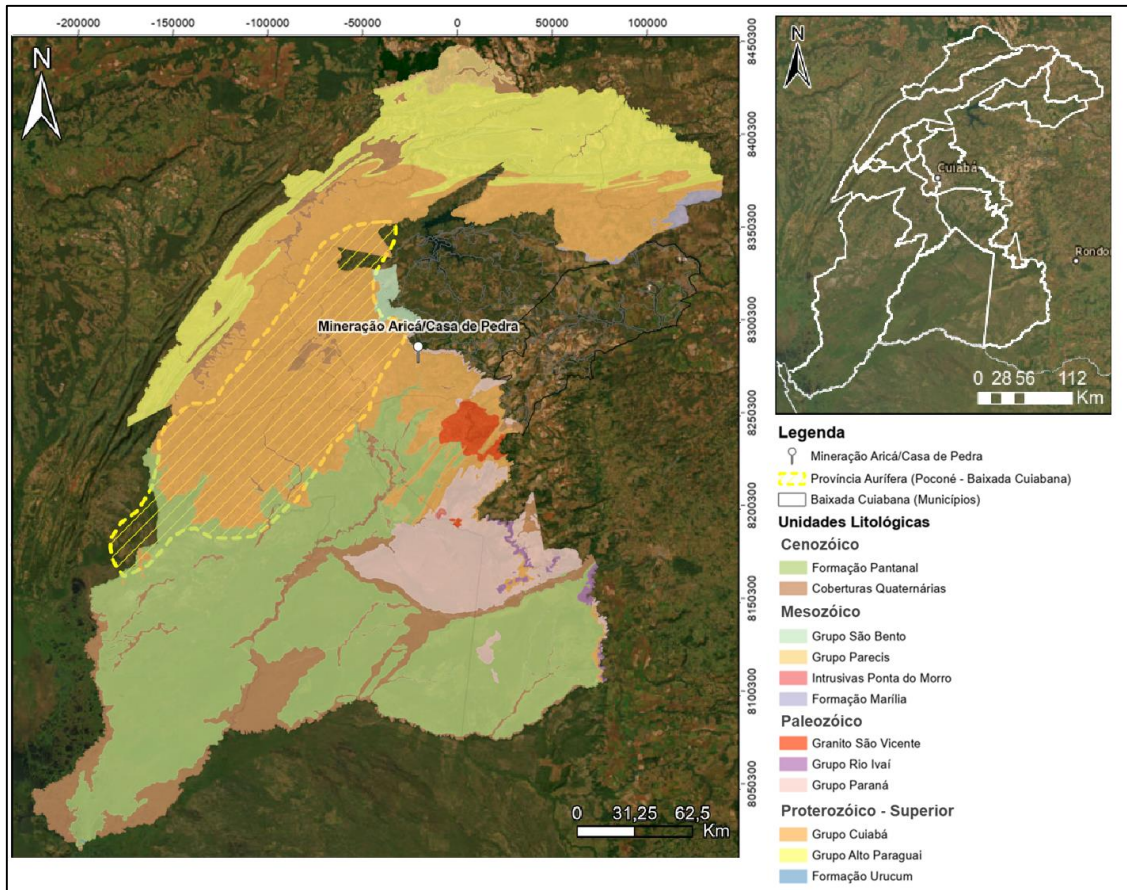 -200000 -150000 -100000 -50000 0 50000 100000
N
8450300
8400300
8350300
8300300
8250300
8200300
8150300
8100300
8050300
Mineração Aricá/Casa de Pedra
0 31,25 62,5
Km
N
Cuiabá
Rondo
0 28 56 112
Km
Legenda
Mineração Aricá/Casa de Pedra
Província Aurífera (Poconé - Baixada Cuiabana)
Baixada Cuiabana (Municípios)
Unidades Litológicas
Cenozóico
Formação Pantanal
Coberturas Quaternárias
Mesozóico
Grupo São Bento
Grupo Parecis
Intrusivas Ponta do Morro
Formação Marília
Paleozóico
Granito São Vicente
Grupo Rio Ivaí
Grupo Paraná
Proterozóico - Superior
Grupo Cuiabá
Grupo Alto Paraguai
Formação Urucum